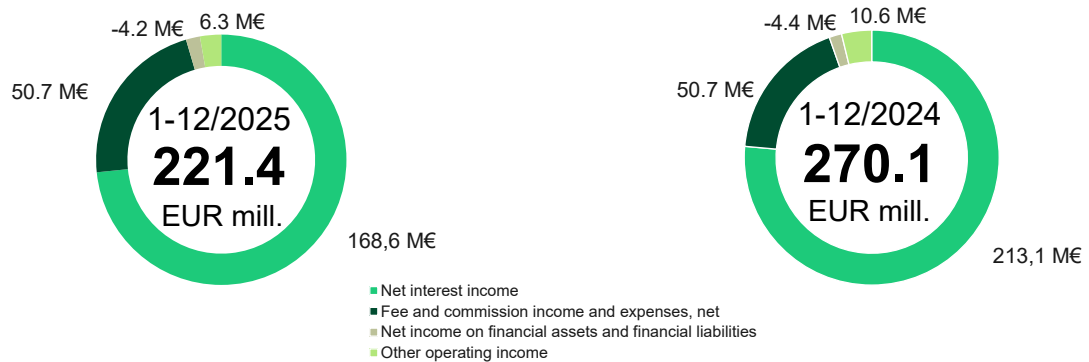 -4.2 M€
6.3 M€
50.7 M€
1-12/2025
221.4
EUR mill.
168,6 M€
-4.4 M€
10.6 M€
50.7 M€
1-12/2024
270.1
EUR mill.
213,1 M€
Net interest income
Fee and commission income and expenses, net
Net income on financial assets and financial liabilities
Other operating income